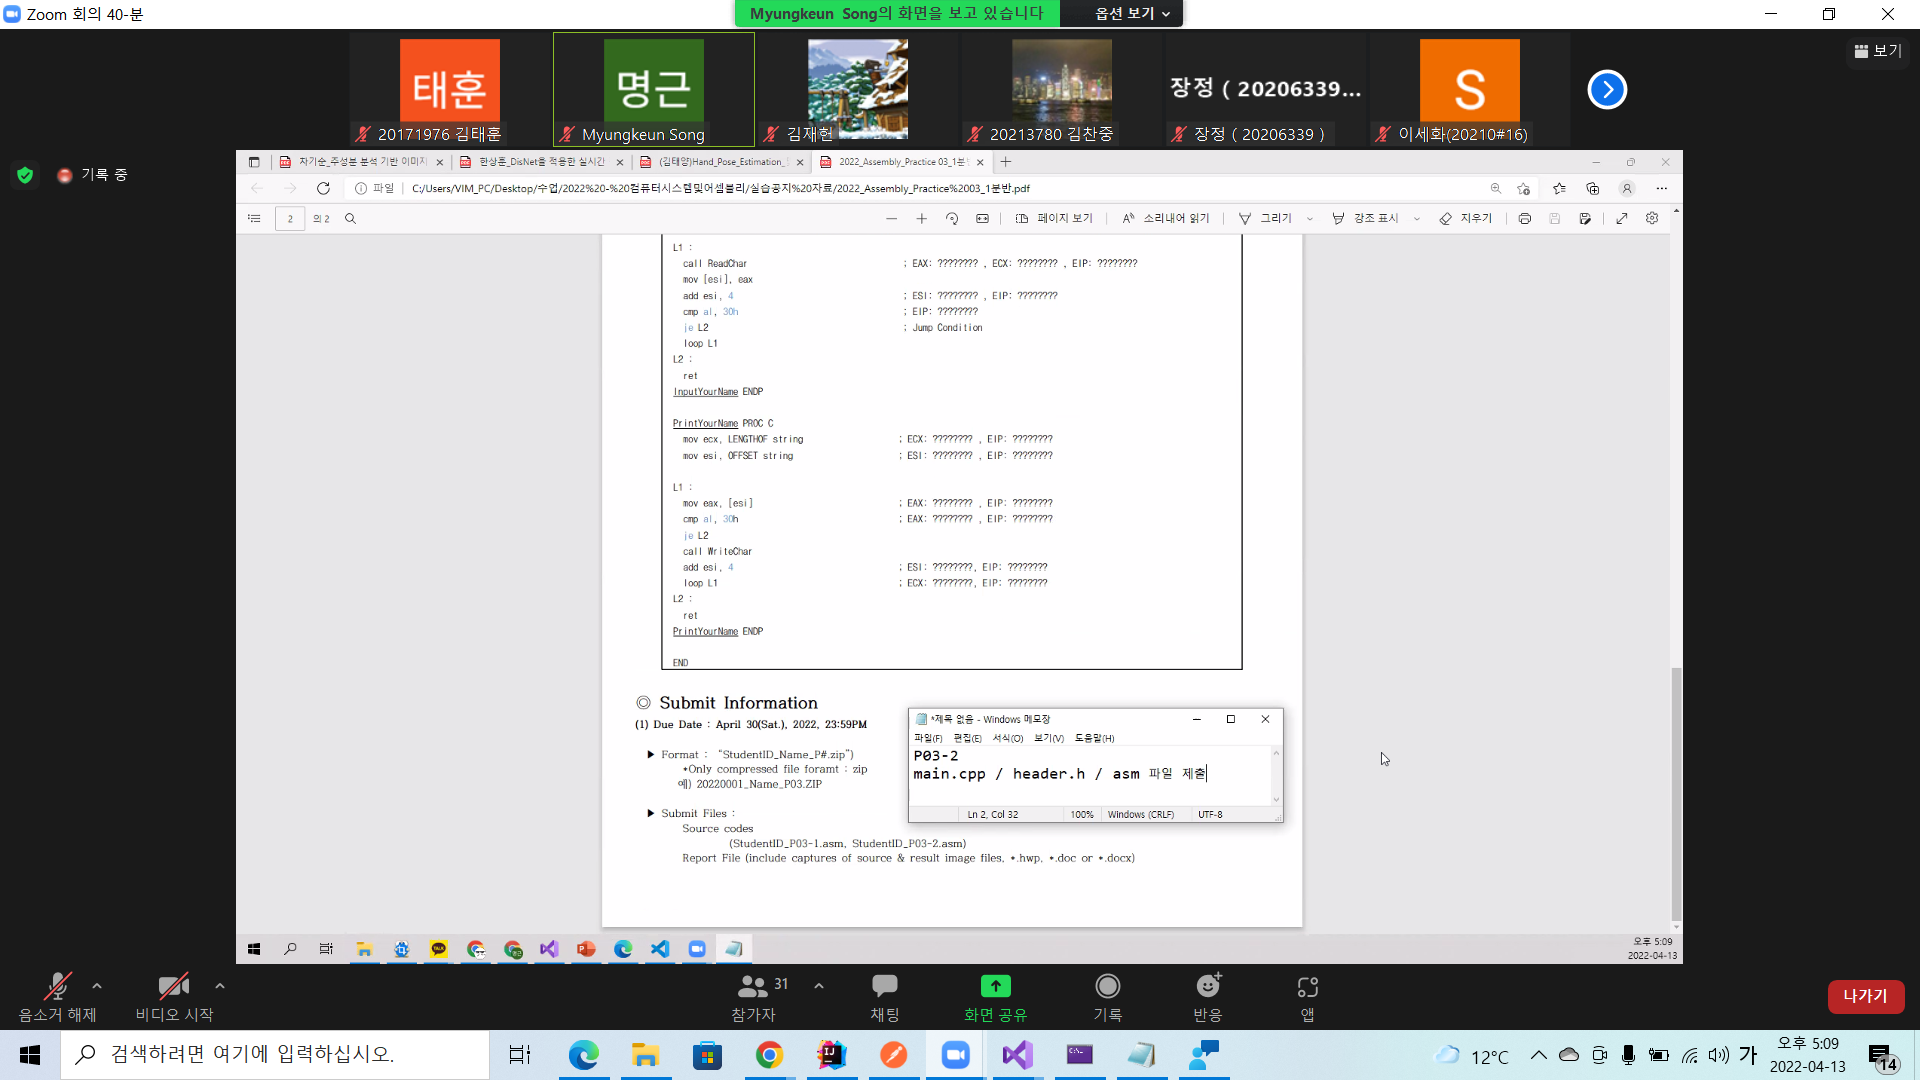 Zoom 회의 40-분
Myungkeun Song의 화면을 보고 있습니다
옵션 보기
보기
태훈
20171976 김태훈
명근
Myungkeun Song
김재헌
20213780 김찬중
장정 ( 20206339...
장정 ( 20206339 )
S
이세화(20210#16)
기록 중
차기순_주성분 분석 기반 이미지
한상훈_DisNet을 적용한 실시간
(김태양)Hand_Pose_Estimation_
2022_Assembly_Practice 03_1분반
파일
C:/Users/VIM_PC/Desktop/수업/2022%20-%20컴퓨터시스템및어셈블리/실습공지%20자료/2022_Assembly_Practice%2003_1분반.pdf
2
의 2
페이지 보기
소리내어 읽기
그리기
강조 표시
지우기
L1 :
call ReadChar ; EAX: ???????? , ECX: ???????? , EIP: ????????
mov [esi], eax
add esi, 4 ; ESI: ???????? , EIP: ????????
cmp al, 30h ; EIP: ????????
je L2 ; Jump Condition
loop L1
L2 :
ret
InputYourName ENDP
PrintYourName PROC C
mov ecx, LENGTHOF string ; ECX: ???????? , EIP: ????????
mov esi, OFFSET string ; ESI: ???????? , EIP: ????????
L1 :
mov eax, [esi] ; EAX: ???????? , EIP: ????????
cmp al, 30h ; EAX: ???????? , EIP: ????????
je L2
call WriteChar
add esi, 4 ; ESI: ????????, EIP: ????????
loop L1 ; ECX: ????????, EIP: ????????
L2 :
ret
PrintYourName ENDP
END
◎ Submit Information
(1) Due Date : April 30(Sat.), 2022, 23:59PM
▶ Format : “StudentID_Name_P#.zip”)
*Only compressed file foramt : zip
예) 20220001_Name_P03.ZIP
▶ Submit Files :
Source codes
(StudentID_P03-1.asm, StudentID_P03-2.asm)
Report File (include captures of source & result image files, *.hwp, *.doc or *.docx)
*제목 없음 - Windows 메모장
파일(F) 편집(E) 서식(O) 보기(V) 도움말(H)
P03-2
main.cpp / header.h / asm 파일 제출
Ln 2, Col 32
100%
Windows (CRLF)
UTF-8
오후 5:09
2022-04-13
음소거 해제
비디오 시작
31
참가자
채팅
화면 공유
기록
반응
앱
나가기
검색하려면 여기에 입력하십시오.
12°C
가
오후 5:09
2022-04-13
14